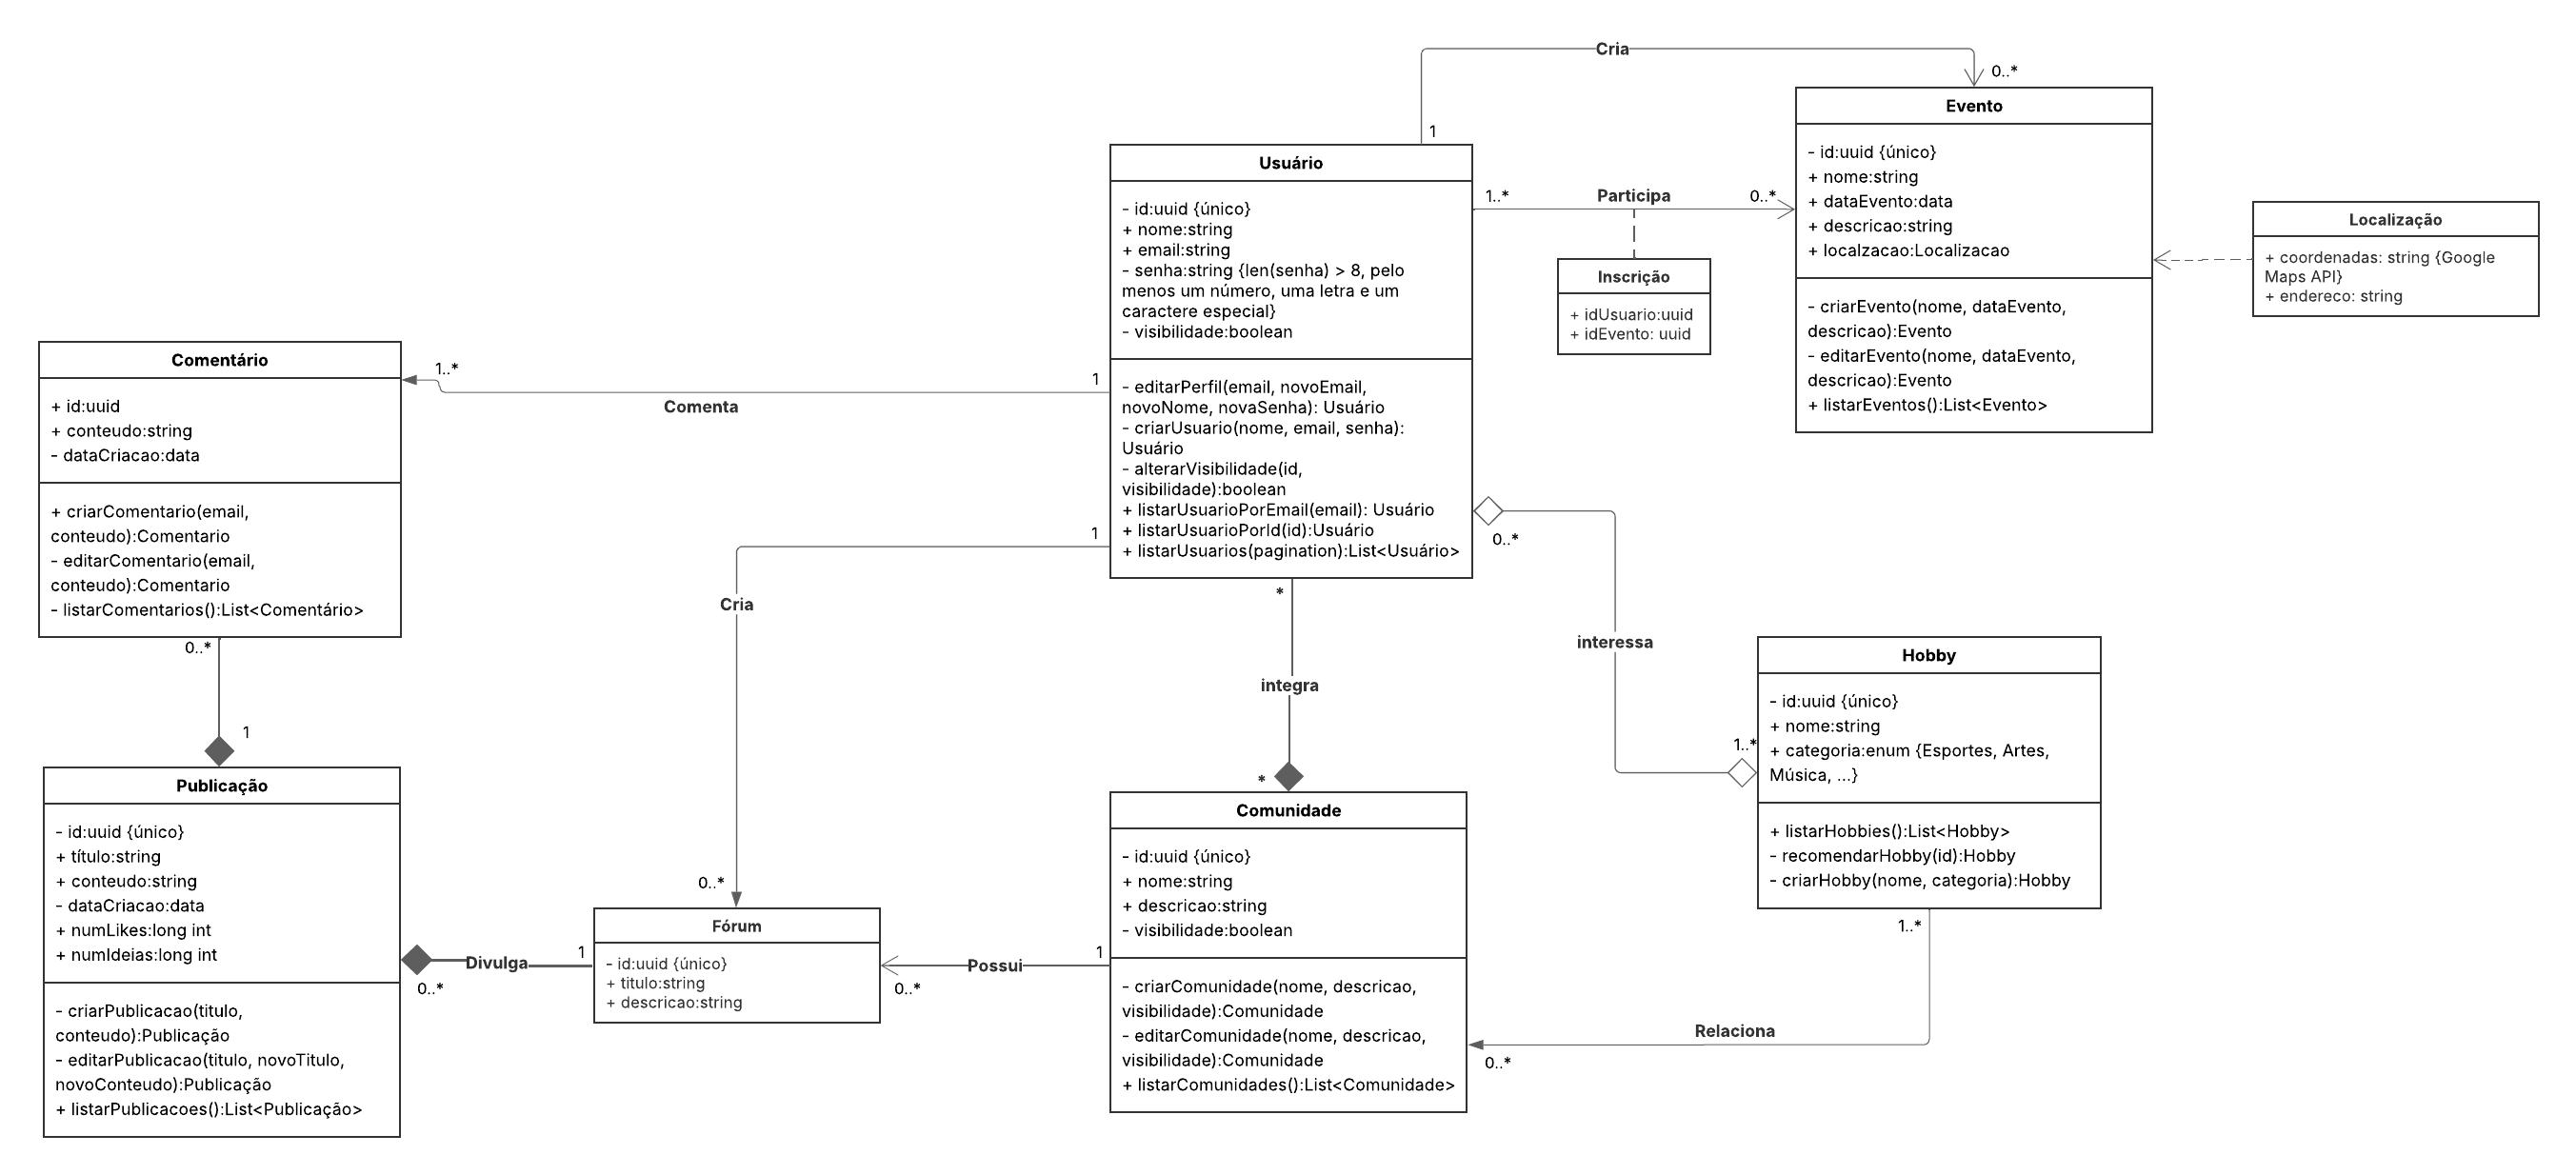 Cria
0..*
1
Evento
- id:uuid {único}
+ nome:string
+ dataEvento:data
+ descricao:string
+ localzacao:Localizacao
- criarEvento(nome, dataEvento,
descricao):Evento
- editarEvento(nome, dataEvento,
descricao):Evento
+ listarEventos():List<Evento>
Usuário
- id:uuid {único}
+ nome:string
+ email:string
- senha:string {len(senha) > 8, pelo
menos um número, uma letra e um
caractere especial}
- visibilidade:boolean
- editarPerfil(email, novoEmail,
novoNome, novaSenha): Usuário
- criarUsuario(nome, email, senha):
Usuário
- alterarVisibilidade(id,
visibilidade):boolean
+ listarUsuarioPorEmail(email): Usuário
+ listarUsuarioPorId(id):Usuário
+ listarUsuarios(pagination):List<Usuário>
1..*
Participa
0..*
Inscrição
+ idUsuario:uuid
+ idEvento: uuid
Localização
+ coordenadas: string {Google
Maps API}
+ endereco: string
Comentário
+ id:uuid
+ conteudo:string
- dataCriacao:data
+ criarComentario(email,
conteudo):Comentario
- editarComentario(email,
conteudo):Comentario
- listarComentarios():List<Comentário>
1..*
1
Comenta
1
Cria
0..*
0..*
interessa
1..*
*
integra
*
0..*
1
Hobby
- id:uuid {único}
+ nome:string
+ categoria:enum {Esportes, Artes,
Música, ...}
+ listarHobbies():List<Hobby>
- recomendarHobby(id):Hobby
- criarHobby(nome, categoria):Hobby
1..*
Relaciona
0..*
Publicação
- id:uuid {único}
+ título:string
+ conteudo:string
- dataCriacao:data
+ numLikes:long int
+ numIdeias:long int
- criarPublicacao(titulo,
conteudo):Publicação
- editarPublicacao(titulo, novoTitulo,
novoConteudo):Publicação
+ listarPublicacoes():List<Publicação>
Divulga
1
0..*
Fórum
- id:uuid {único}
+ titulo:string
+ descricao:string
Possui
1
0..*
Comunidade
- id:uuid {único}
+ nome:string
+ descricao:string
- visibilidade:boolean
- criarComunidade(nome, descricao,
visibilidade):Comunidade
- editarComunidade(nome, descricao,
visibilidade):Comunidade
+ listarComunidades():List<Comunidade>